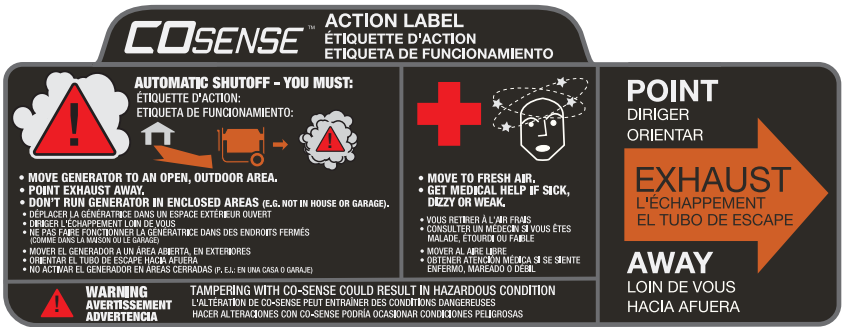 COSENSE™
ACTION LABEL
ÉTIQUETTE D'ACTION
ETIQUETA DE FUNCIONAMIENTO
AUTOMATIC SHUTOFF - YOU MUST:
ÉTIQUETTE D'ACTION:
ETIQUETA DE FUNCIONAMIENTO:
• MOVE GENERATOR TO AN OPEN, OUTDOOR AREA.
• POINT EXHAUST AWAY.
• DON'T RUN GENERATOR IN ENCLOSED AREAS (E.G. NOT IN HOUSE OR GARAGE).
• DÉPLACER LA GÉNÉRATRICE DANS UN ESPACE EXTÉRIEUR OUVERT
• DIRIGER L'ÉCHAPPEMENT LOIN DE VOUS
• NE PAS FAIRE FONCTIONNER LA GÉNÉRATRICE DANS DES ENDROITS FERMÉS
(COMME DANS LA MAISON OU LE GARAGE)
• MOVER EL GENERADOR A UN ÁREA ABIERTA, EN EXTERIORES
• ORIENTAR EL TUBO DE ESCAPE HACIA AFUERA
• NO ACTIVAR EL GENERADOR EN ÁREAS CERRADAS (P. EJ.: EN UNA CASA O GARAJE)
• MOVE TO FRESH AIR.
• GET MEDICAL HELP IF SICK,
DIZZY OR WEAK.
• VOUS RETIRER À L'AIR FRAIS
• CONSULTER UN MÉDECIN SI VOUS ÊTES
MALADE, ÉTOURDI OU FAIBLE
• MOVER AL AIRE LIBRE
• OBTENER ATENCIÓN MÉDICA SI SE SIENTE
ENFERMO, MAREADO O DÉBIL
POINT
DIRIGER
ORIENTAR
EXHAUST
L'ÉCHAPPEMENT
EL TUBO DE ESCAPE
AWAY
LOIN DE VOUS
HACIA AFUERA
WARNING
AVERTISSEMENT
ADVERTENCIA
TAMPERING WITH CO-SENSE COULD RESULT IN HAZARDOUS CONDITION
L'ALTÉRATION DE CO-SENSE PEUT ENTRAÎNER DES CONDITIONS DANGEREUSES
HACER ALTERACIONES CON CO-SENSE PODRÍA OCASIONAR CONDICIONES PELIGROSAS